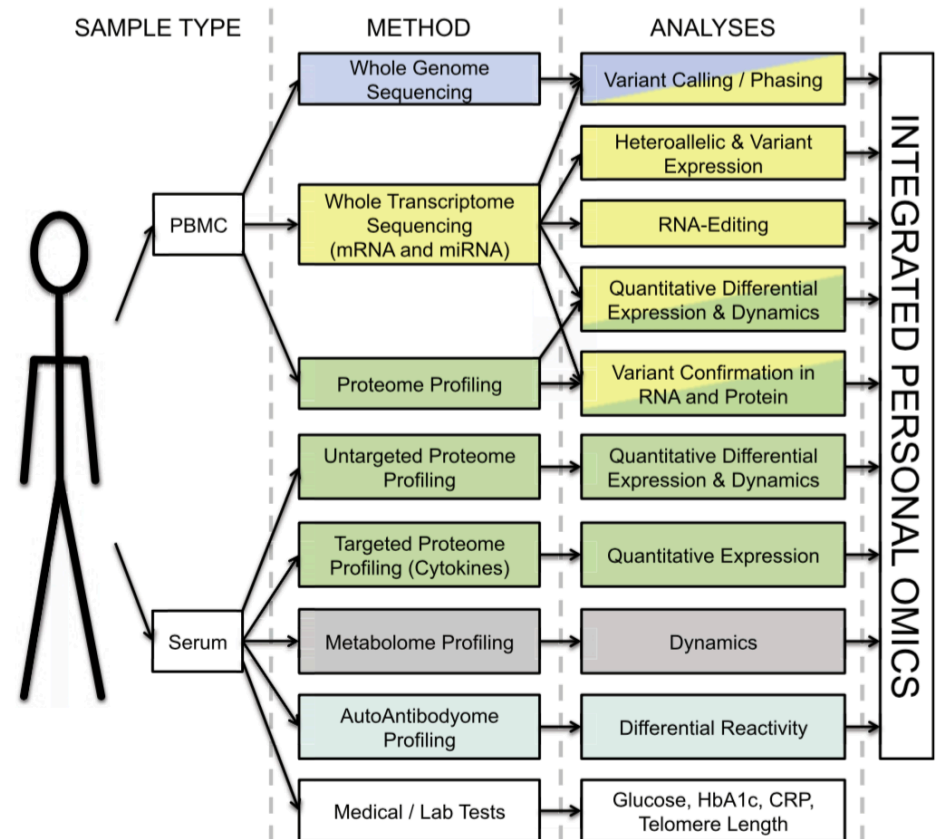 SAMPLE TYPE
METHOD
ANALYSES
PBMC
Serum
Whole Genome
Sequencing
Whole Transcriptome
Sequencing
(mRNA and miRNA)
Proteome Profiling
Untargeted Proteome
Profiling
Targeted Proteome
Profiling (Cytokines)
Metabolome Profiling
AutoAntibodyome
Profiling
Medical / Lab Tests
Variant Calling / Phasing
Heteroallelic & Variant
Expression
RNA-Editing
Quantitative Differential
Expression & Dynamics
Variant Confirmation in
RNA and Protein
Quantitative Differential
Expression & Dynamics
Quantitative Expression
Dynamics
Differential Reactivity
Glucose, HbA1c, CRP,
Telomere Length
INTEGRATED PERSONAL OMICS